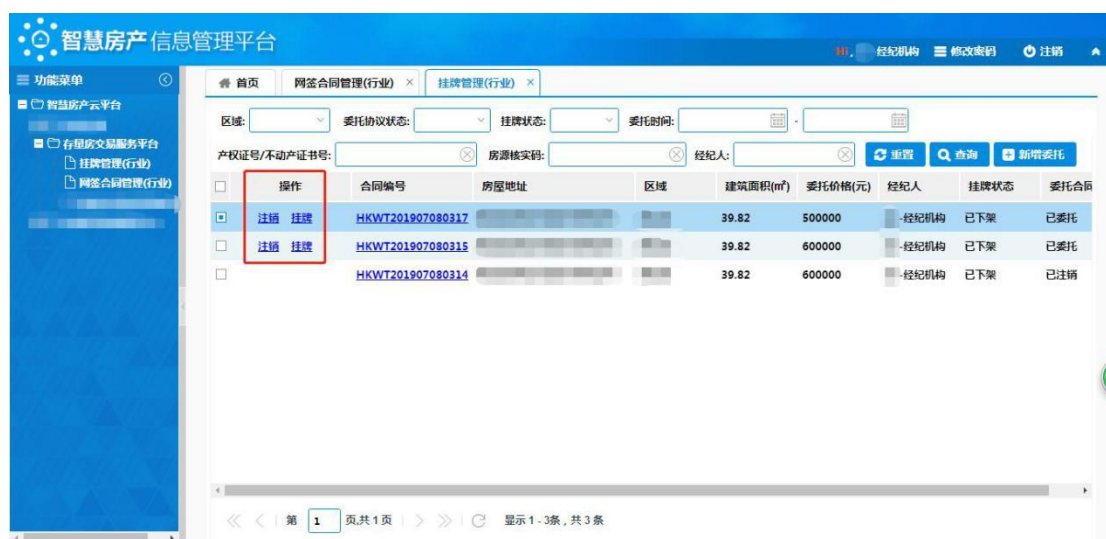 智慧房产信息管理平台
Hi, 经纪机构 修改密码 注销
功能菜单
首页 网签合同管理(行业) × 挂牌管理(行业) ×
智慧房产云平台
存量房交易服务平台
挂牌管理(行业)
网签合同管理(行业)
区域: 委托协议状态: 挂牌状态: 委托时间: -
产权证号/不动产证书号: 房源核实码: 经纪人: 重置 查询 新增委托
操作 合同编号 房屋地址 区域 建筑面积(㎡) 委托价格(元) 经纪人 挂牌状态 委托合同
注销 挂牌 HKWT201907080317 39.82 500000 -经纪机构 已下架 已委托
注销 挂牌 HKWT201907080315 39.82 600000 -经纪机构 已下架 已委托
HKWT201907080314 39.82 600000 -经纪机构 已下架 已注销
第 1 页,共1页 显示1-3条,共3条